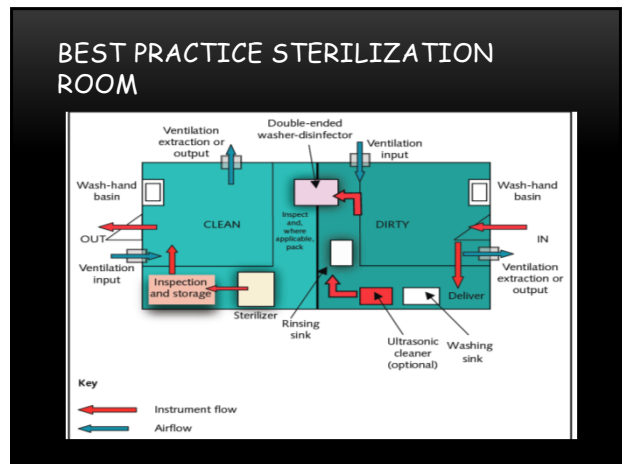 BEST PRACTICE STERILIZATION
ROOM
Double-ended
washer-disinfector
Ventilation
extraction or
output
Ventilation
input
Wash-hand
basin
Wash-hand
basin
CLEAN
Inspect
and,
where
applicable,
pack
DIRTY
OUT
IN
Ventilation
input
Ventilation
extraction or
output
Inspection
and storage
Deliver
Sterilizer
Rinsing
sink
Ultrasonic
cleaner
(optional)
Washing
sink
Key
Instrument flow
Airflow